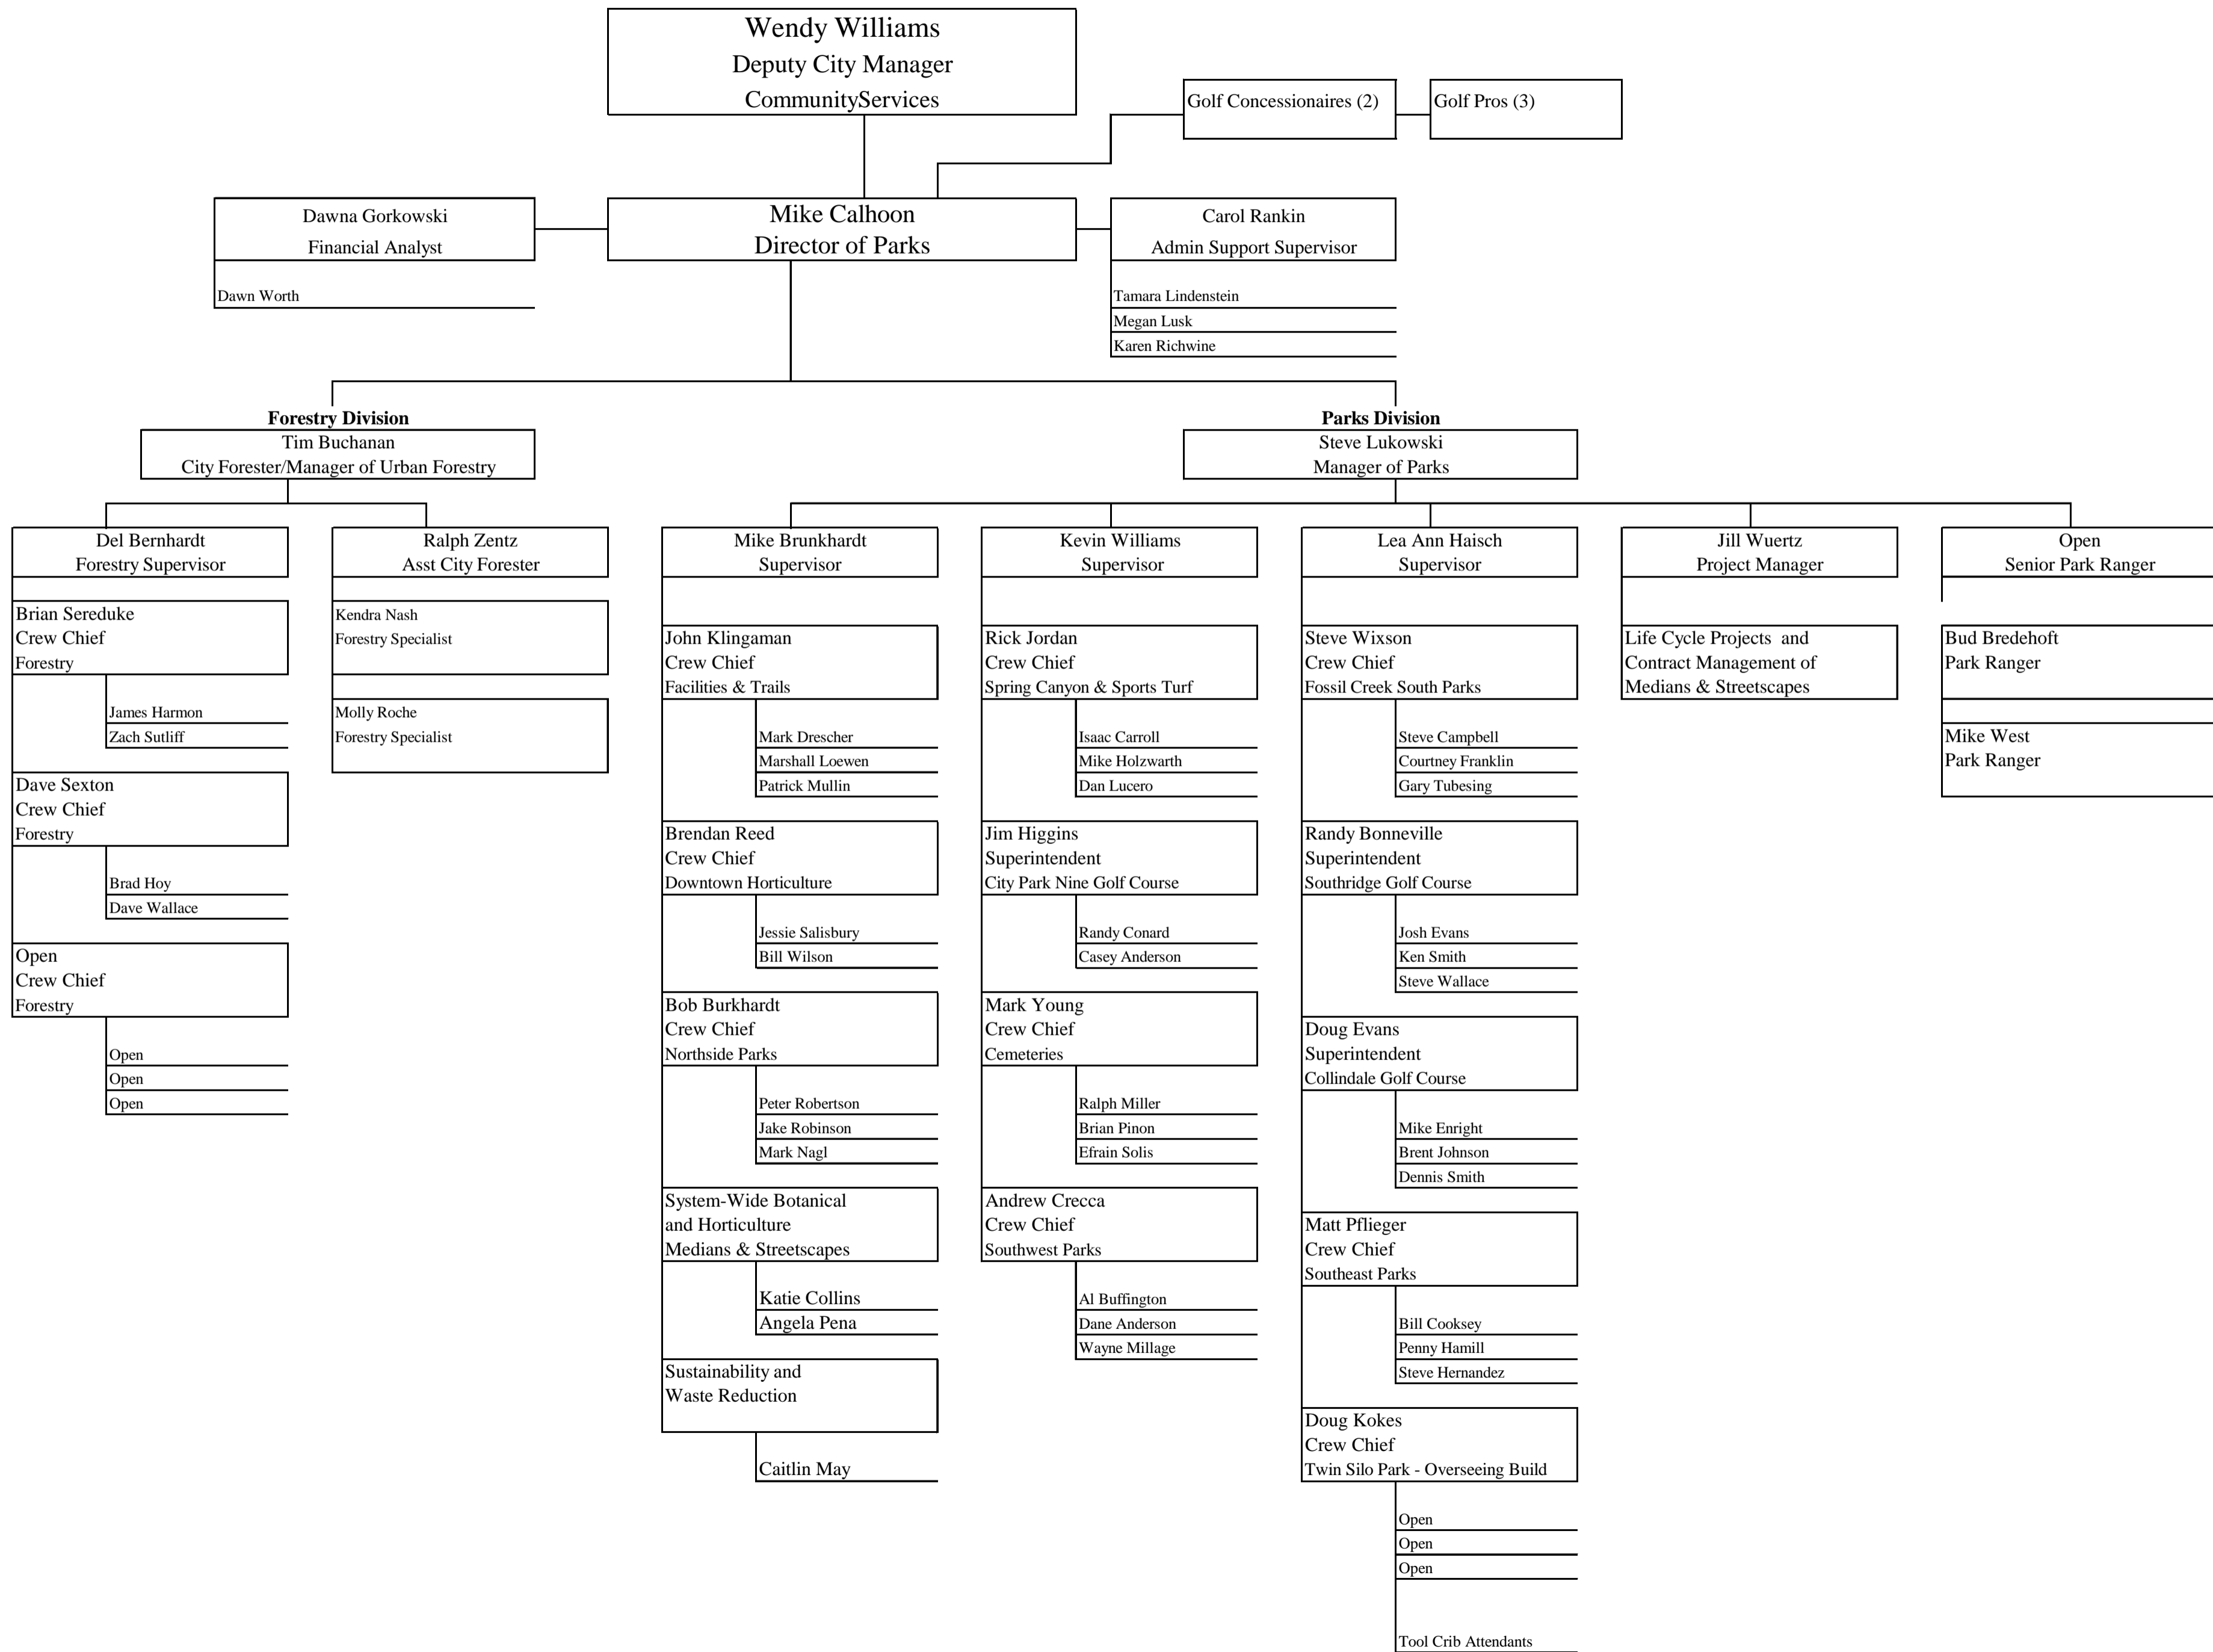 Wendy Williams
Deputy City Manager
CommunityServices
Golf Concessionaires (2)
Golf Pros (3)
Dawna Gorkowski
Financial Analyst
Dawn Worth
Mike Calhoon
Director of Parks
Carol Rankin
Admin Support Supervisor
Tamara Lindenstein
Megan Lusk
Karen Richwine
Forestry Division
Tim Buchanan
City Forester/Manager of Urban Forestry
Parks Division
Steve Lukowski
Manager of Parks
Del Bernhardt
Forestry Supervisor
Brian Sereduke
Crew Chief
Forestry
James Harmon
Zach Sutliff
Dave Sexton
Crew Chief
Forestry
Brad Hoy
Dave Wallace
Open
Crew Chief
Forestry
Open
Open
Open
Ralph Zentz
Asst City Forester
Kendra Nash
Forestry Specialist
Molly Roche
Forestry Specialist
Mike Brunkhardt
Supervisor
John Klingaman
Crew Chief
Facilities & Trails
Mark Drescher
Marshall Loewen
Patrick Mullin
Brendan Reed
Crew Chief
Downtown Horticulture
Jessie Salisbury
Bill Wilson
Bob Burkhardt
Crew Chief
Northside Parks
Peter Robertson
Jake Robinson
Mark Nagl
System-Wide Botanical
and Horticulture
Medians & Streetscapes
Katie Collins
Angela Pena
Sustainability and
Waste Reduction
Caitlin May
Kevin Williams
Supervisor
Rick Jordan
Crew Chief
Spring Canyon & Sports Turf
Isaac Carroll
Mike Holzwarth
Dan Lucero
Jim Higgins
Superintendent
City Park Nine Golf Course
Randy Conard
Casey Anderson
Mark Young
Crew Chief
Cemeteries
Ralph Miller
Brian Pinon
Efrain Solis
Andrew Crecca
Crew Chief
Southwest Parks
Al Buffington
Dane Anderson
Wayne Millage
Lea Ann Haisch
Supervisor
Steve Wixson
Crew Chief
Fossil Creek South Parks
Steve Campbell
Courtney Franklin
Gary Tubesing
Randy Bonneville
Superintendent
Southridge Golf Course
Josh Evans
Ken Smith
Steve Wallace
Doug Evans
Superintendent
Collindale Golf Course
Mike Enright
Brent Johnson
Dennis Smith
Matt Pflieger
Crew Chief
Southeast Parks
Bill Cooksey
Penny Hamill
Steve Hernandez
Doug Kokes
Crew Chief
Twin Silo Park - Overseeing Build
Open
Open
Open
Tool Crib Attendants
Jill Wuertz
Project Manager
Life Cycle Projects and
Contract Management of
Medians & Streetscapes
Open
Senior Park Ranger
Bud Bredehoft
Park Ranger
Mike West
Park Ranger